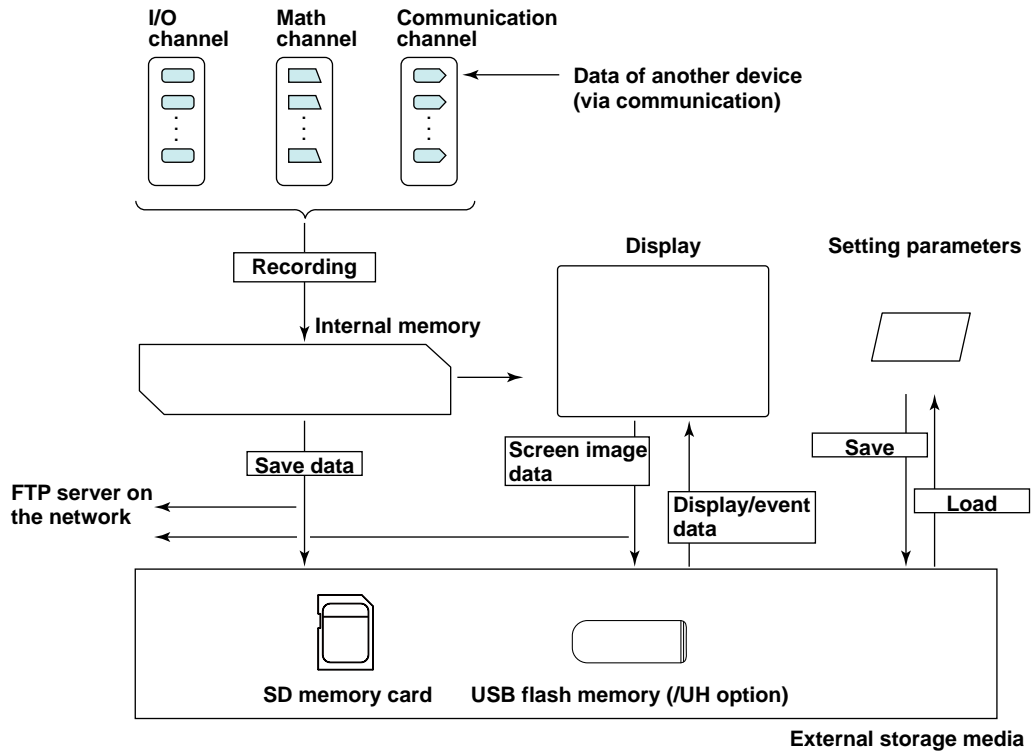 I/O
channel
Math
channel
Communication
channel
Data of another device
(via communication)
Recording
Display
Setting parameters
Internal memory
Save data
Screen image
data
Save
FTP server on
the network
Display/event
data
Load
SD memory card
USB flash memory (/UH option)
External storage media